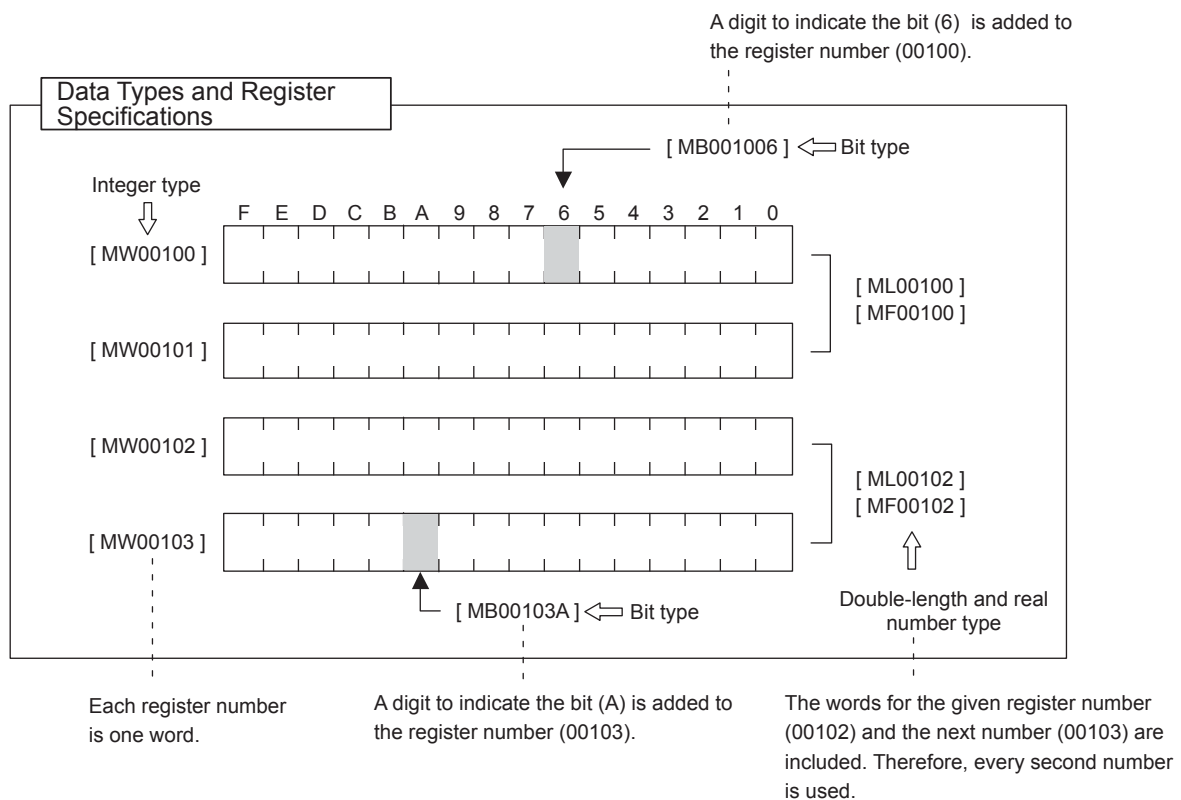 A digit to indicate the bit (6) is added to
the register number (00100).
Data Types and Register
Specifications
[ MB001006 ] Bit type
Integer type
F E D C B A 9 8 7 6 5 4 3 2 1 0
[ MW00100 ]
[ ML00100 ]
[ MF00100 ]
[ MW00101 ]
[ MW00102 ]
[ ML00102 ]
[ MF00102 ]
[ MW00103 ]
[ MB00103A ] Bit type
Double-length and real
number type
Each register number
is one word.
A digit to indicate the bit (A) is added to
the register number (00103).
The words for the given register number
(00102) and the next number (00103) are
included. Therefore, every second number
is used.